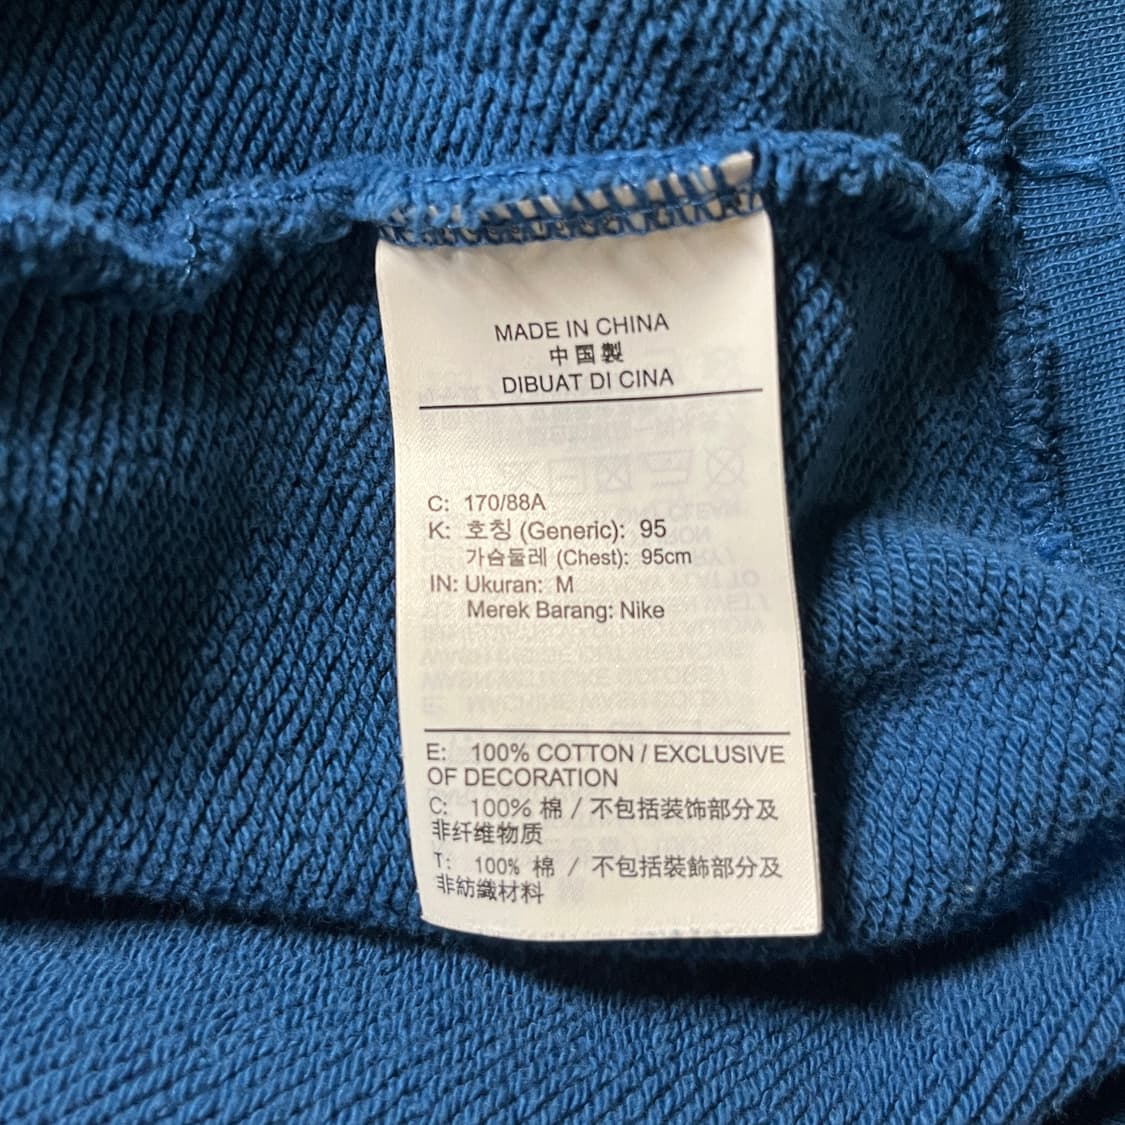 MADE IN CHINA
中国製
DIBUAT DI CINA
C: 170/88A
K: 호칭 (Generic): 95
가슴둘레 (Chest): 95cm
IN: Ukuran: M
Merek Barang: Nike
E: 100% COTTON / EXCLUSIVE
OF DECORATION
C: 100% 棉 / 不包括装饰部分及
非纤维物质
T: 100% 棉 / 不包括裝飾部分及
非紡織材料